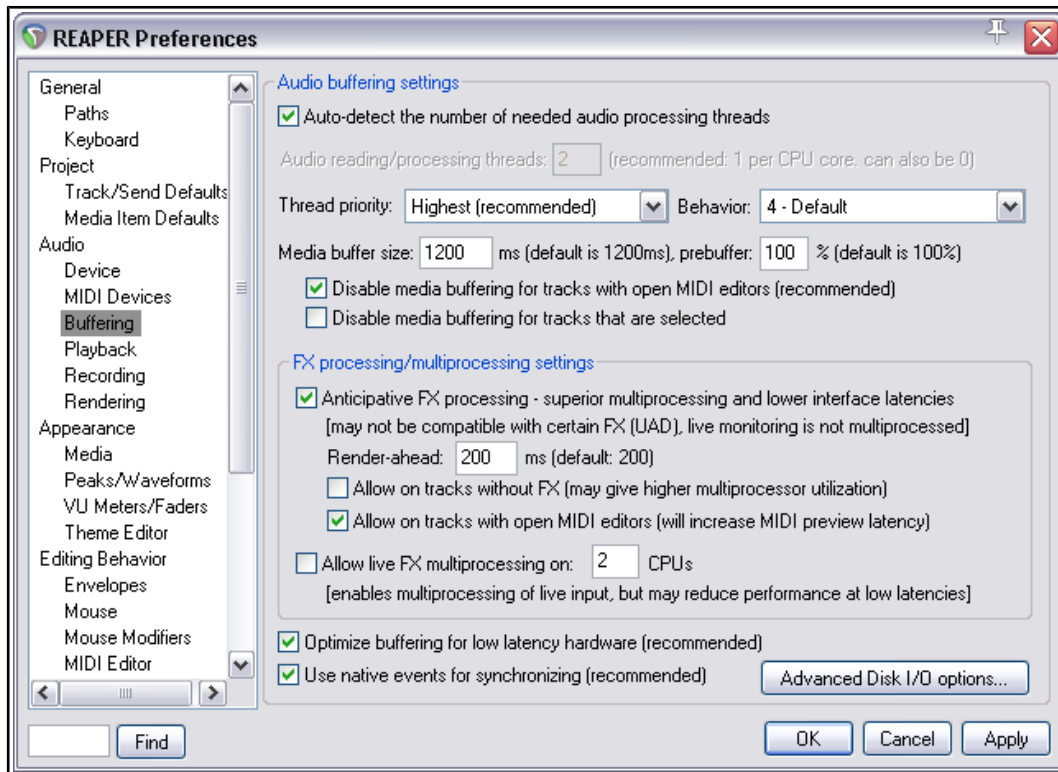 REAPER Preferences
General
Paths
Keyboard
Project
Track/Send Defaults
Media Item Defaults
Audio
Device
MIDI Devices
Buffering
Playback
Recording
Rendering
Appearance
Media
Peaks/Waveforms
VU Meters/Faders
Theme Editor
Editing Behavior
Envelopes
Mouse
Mouse Modifiers
MIDI Editor
Find
Audio buffering settings
Auto-detect the number of needed audio processing threads
Audio reading/processing threads: 2 (recommended: 1 per CPU core, can also be 0)
Thread priority: Highest (recommended) Behavior: 4 - Default
Media buffer size: 1200 ms (default is 1200ms), prebuffer: 100 % (default is 100%)
Disable media buffering for tracks with open MIDI editors (recommended)
Disable media buffering for tracks that are selected
FX processing/multiprocessing settings
Anticipative FX processing - superior multiprocessing and lower interface latencies
[may not be compatible with certain FX (UAD), live monitoring is not multiprocessed]
Render-ahead: 200 ms (default: 200)
Allow on tracks without FX (may give higher multiprocessor utilization)
Allow on tracks with open MIDI editors (will increase MIDI preview latency)
Allow live FX multiprocessing on: 2 CPUs
[enables multiprocessing of live input, but may reduce performance at low latencies]
Optimize buffering for low latency hardware (recommended)
Use native events for synchronizing (recommended)
Advanced Disk I/O options...
OK Cancel Apply